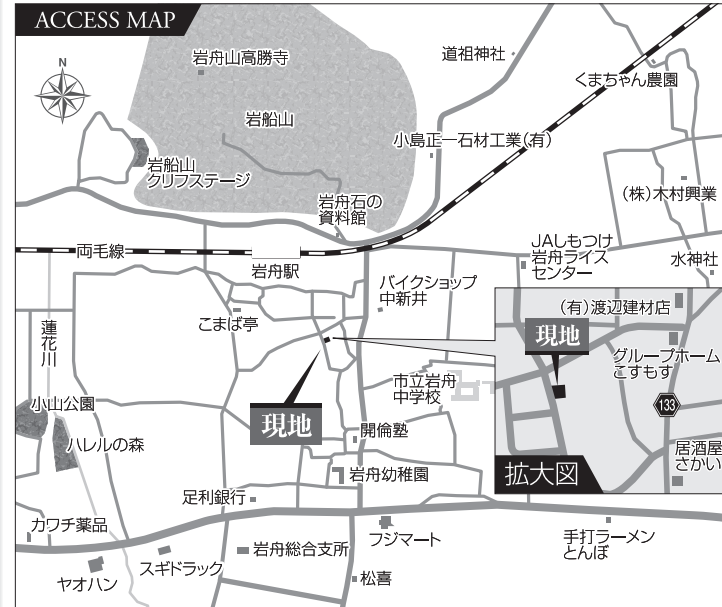 ACCESS MAP
N
岩舟山高勝寺
岩船山
岩船山
クリフステージ
岩舟石の
資料館
道祖神社
くまちゃん農園
小島正一石材工業(有)
(株)木村興業
両毛線
岩舟駅
JAしもつけ
岩舟ライス
センター
水神社
バイクショップ
中新井
こまば亭
蓮花川
(有)渡辺建材店
現地
グループホーム
こすもす
133
居酒屋
さかい
拡大図
市立岩舟
中学校
現地
開倫塾
小山公園
ハレルの森
岩舟幼稚園
足利銀行
カワチ薬品
ヤオハン
スギドラッグ
岩舟総合支所
フジマート
松喜
手打ラーメン
とんぼ